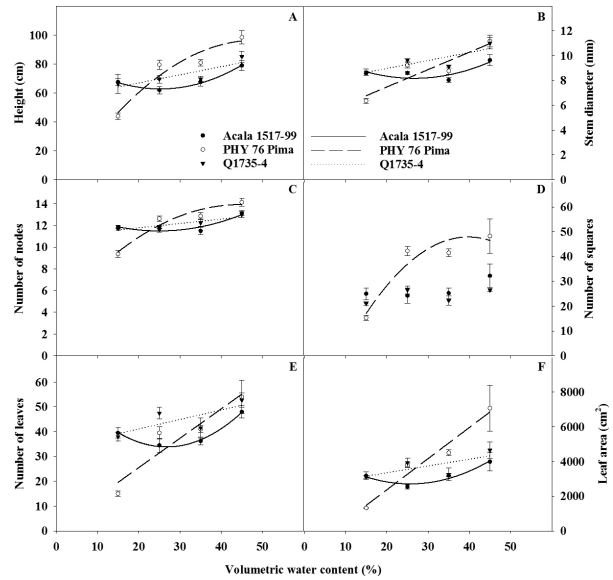 A
B
100
80
60
40
20
0
Height (cm)
12
10
8
6
4
2
0
Stem diameter (mm)
Acala 1517-99
PHY 76 Pima
Q1735-4
Acala 1517-99
PHY 76 Pima
Q1735-4
C
D
14
12
10
8
6
4
2
0
Number of nodes
60
50
40
30
20
10
0
Number of squares
E
F
60
50
40
30
20
10
0
Number of leaves
8000
6000
4000
2000
0
Leaf area (cm²)
0 10 20 30 40 50 0 10 20 30 40 50 60
Volumetric water content (%)